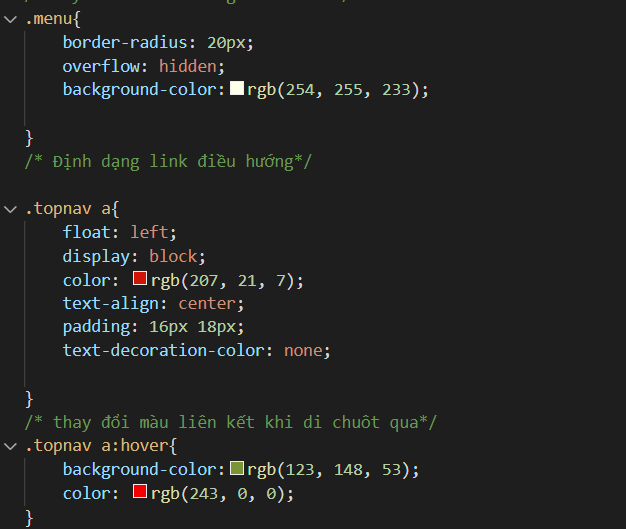 .menu{
border-radius: 20px;
overflow: hidden;
background-color: rgb(254, 255, 233);
}
/* Định dạng link điều hướng*/
.topnav a{
float: left;
display: block;
color: rgb(207, 21, 7);
text-align: center;
padding: 16px 18px;
text-decoration-color: none;
}
/* thay đổi màu liên kết khi di chuôt qua*/
.topnav a:hover{
background-color: rgb(123, 148, 53);
color: rgb(243, 0, 0);
}